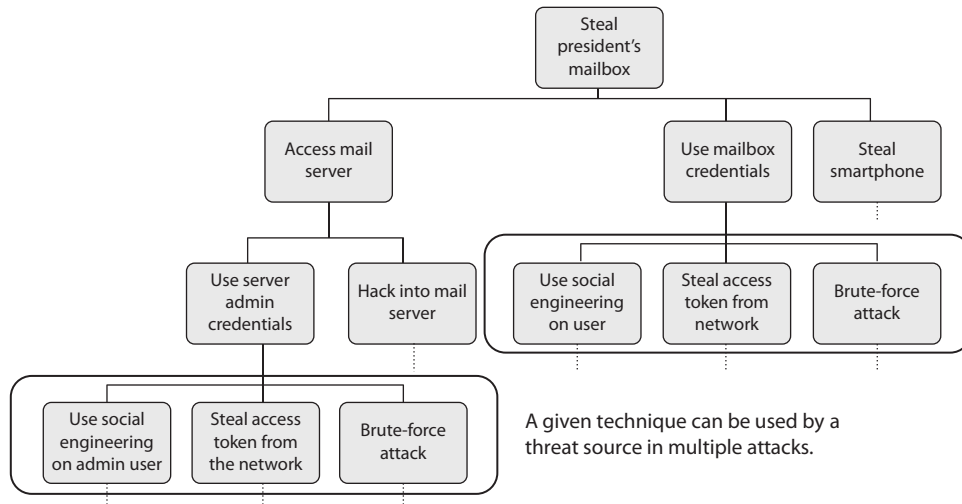 Steal
president's
mailbox
Access mail
server
Use mailbox
credentials
Steal
smartphone
Use server
admin
credentials
Hack into mail
server
Use social
engineering
on user
Steal access
token from
network
Brute-force
attack
Use social
engineering
on admin user
Steal access
token from
the network
Brute-force
attack
A given technique can be used by a
threat source in multiple attacks.